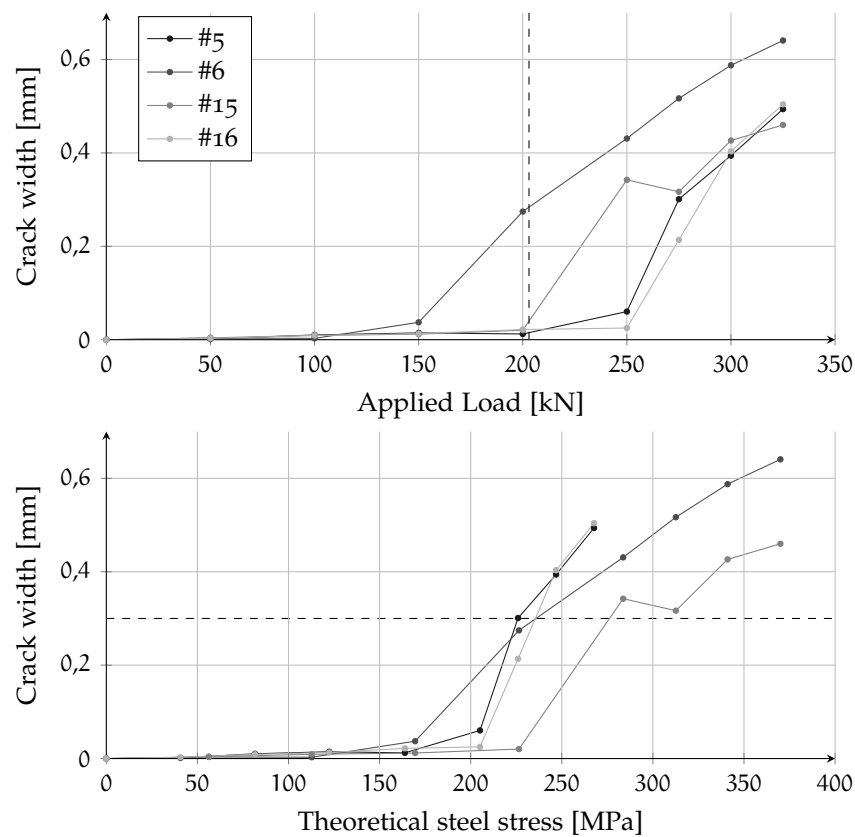 #5
#6
#15
#16
0,6
0,4
0,2
0
Crack width [mm]
0 50 100 150 200 250 300 350
Applied Load [kN]
0,6
0,4
0,2
0
Crack width [mm]
0 50 100 150 200 250 300 350 400
Theoretical steel stress [MPa]